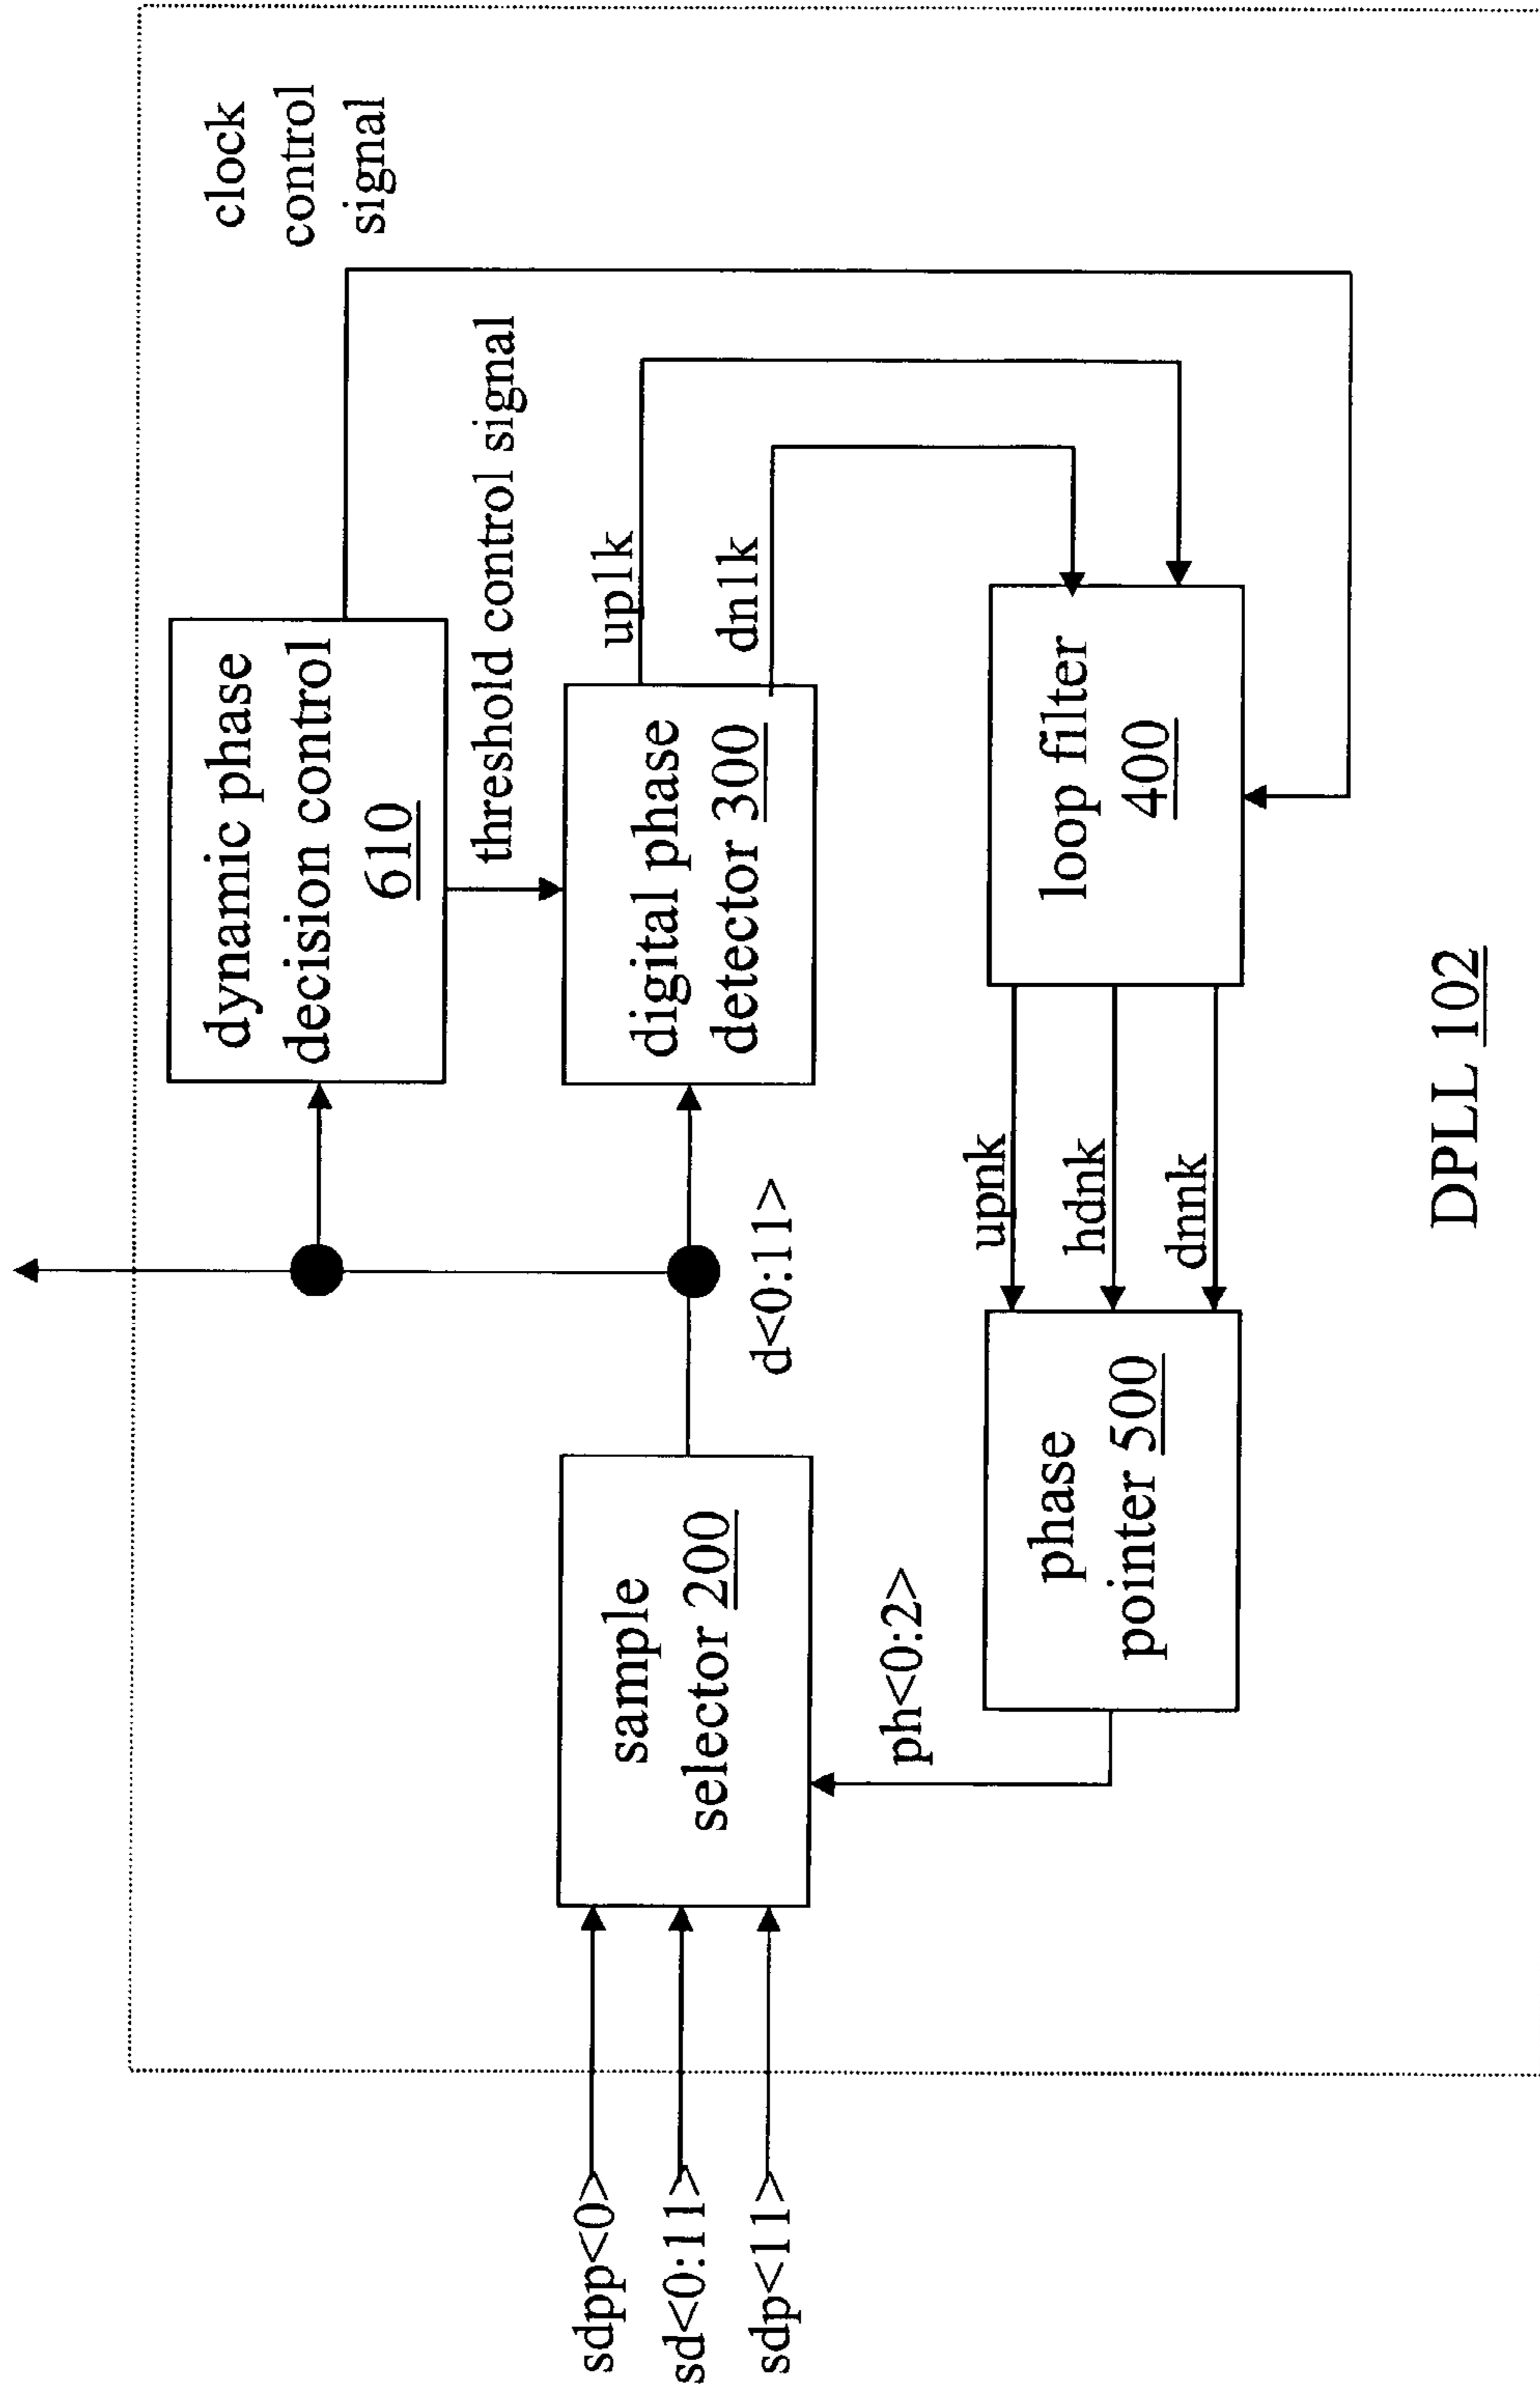 clock
control
signal
dynamic phase
decision control
610
threshold control signal
up1k
dn1k
digital phase
detector 300
d<0:11>
sample
selector 200
sdpp<0>
sd<0:11>
sdp<11>
ph<0:2>
phase
pointer 500
upnk
hdnk
dnnk
loop filter
400
DPLL 102